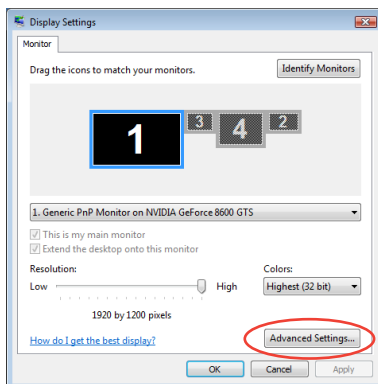 Display Settings
Monitor
Drag the icons to match your monitors.
Identify Monitors
1
3
4
2
1. Generic PnP Monitor on NVIDIA GeForce 8600 GTS
This is my main monitor
Extend the desktop onto this monitor
Resolution:
Colors:
Low
High
Highest (32 bit)
1920 by 1200 pixels
How do I get the best display?
Advanced Settings...
OK
Cancel
Apply